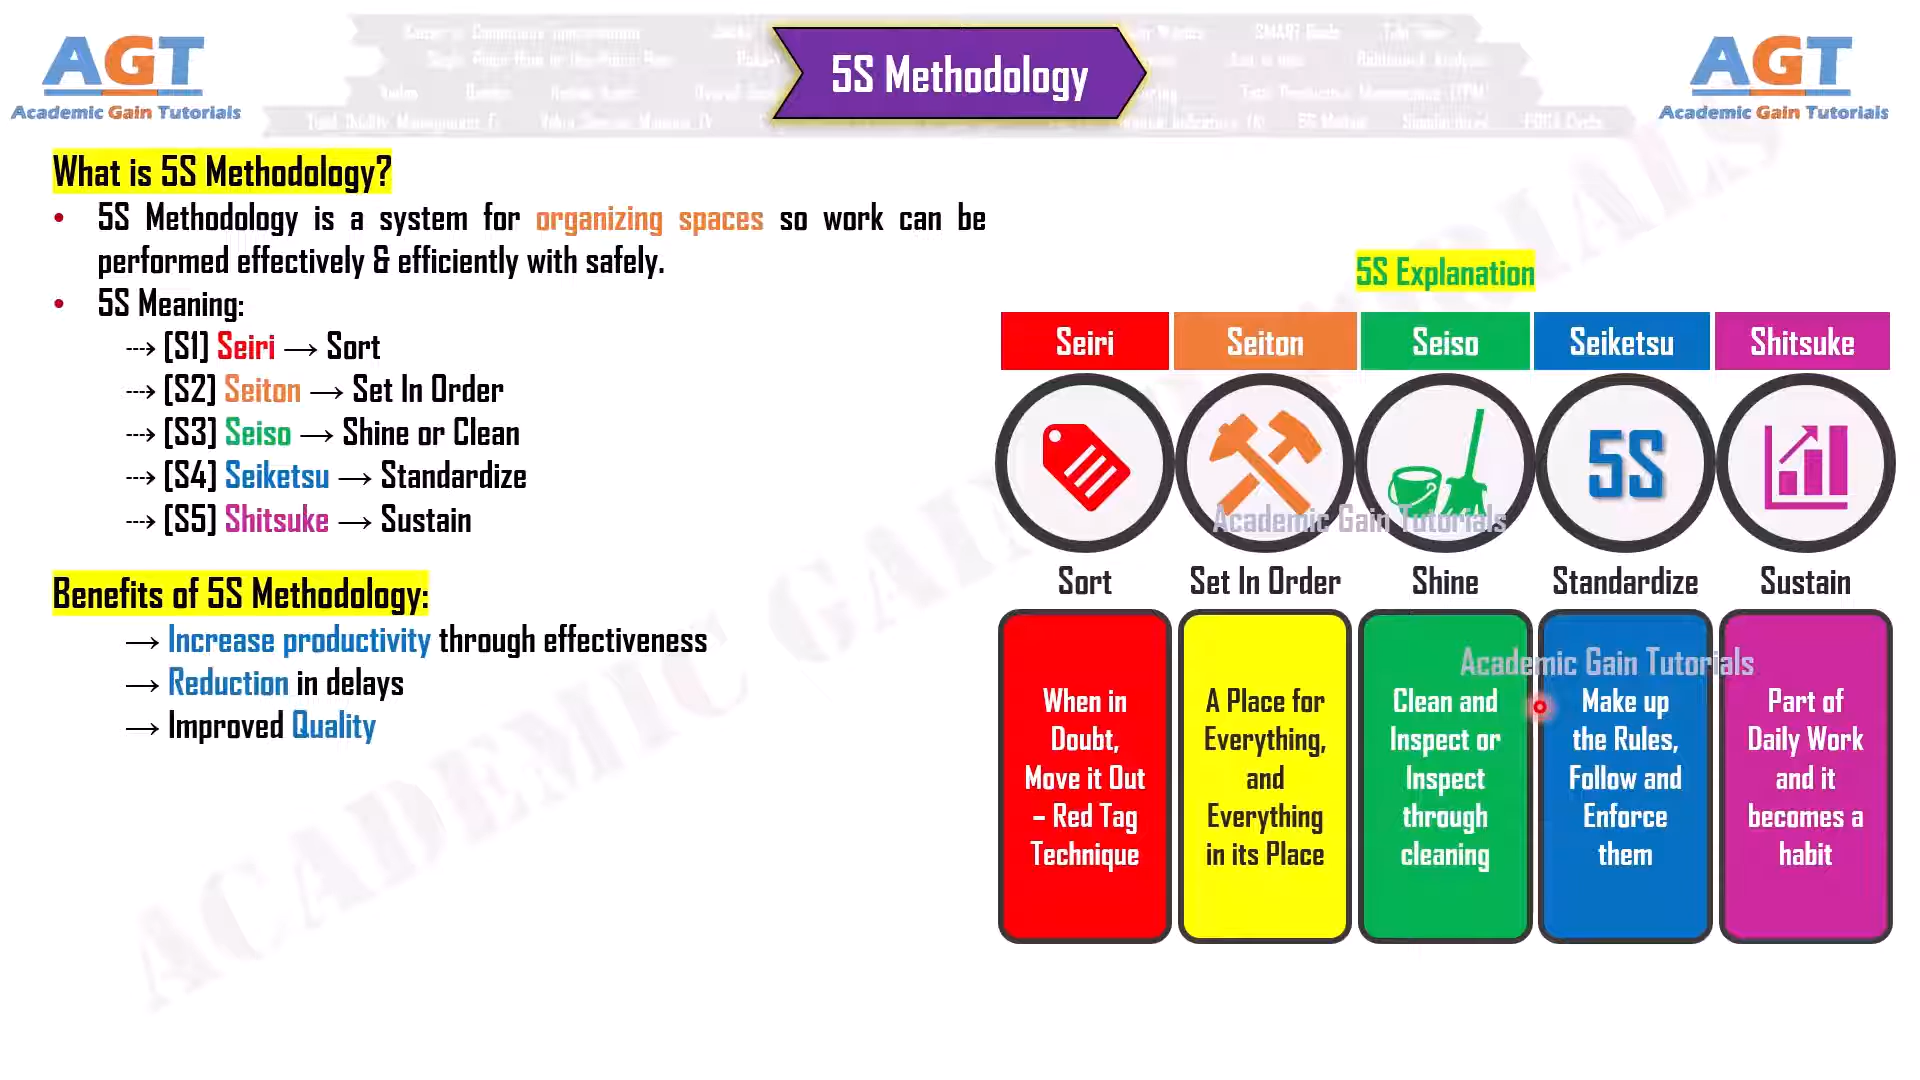 AGT
Academic Gain Tutorials
5S Methodology
SMART Goals
AGT
Academic Gain Tutorials
What is 5S Methodology?
• 5S Methodology is a system for organizing spaces so work can be
performed effectively & efficiently with safely.
• 5S Meaning:
⤏ [S1] Seiri → Sort
⤏ [S2] Seiton → Set In Order
⤏ [S3] Seiso → Shine or Clean
⤏ [S4] Seiketsu → Standardize
⤏ [S5] Shitsuke → Sustain
Benefits of 5S Methodology:
→ Increase productivity through effectiveness
→ Reduction in delays
→ Improved Quality
5S Explanation
Seiri
Seiton
Seiso
Seiketsu
Shitsuke
5S
Academic Gain Tutorials
Sort
Set In Order
Shine
Standardize
Sustain
When in
Doubt,
Move it Out
– Red Tag
Technique
A Place for
Everything,
and
Everything
in its Place
Clean and
Inspect or
Inspect
through
cleaning
Academic Gain Tutorials
Make up
the Rules,
Follow and
Enforce
them
Part of
Daily Work
and it
becomes a
habit
ACADEMIC GAIN TUTORIALS